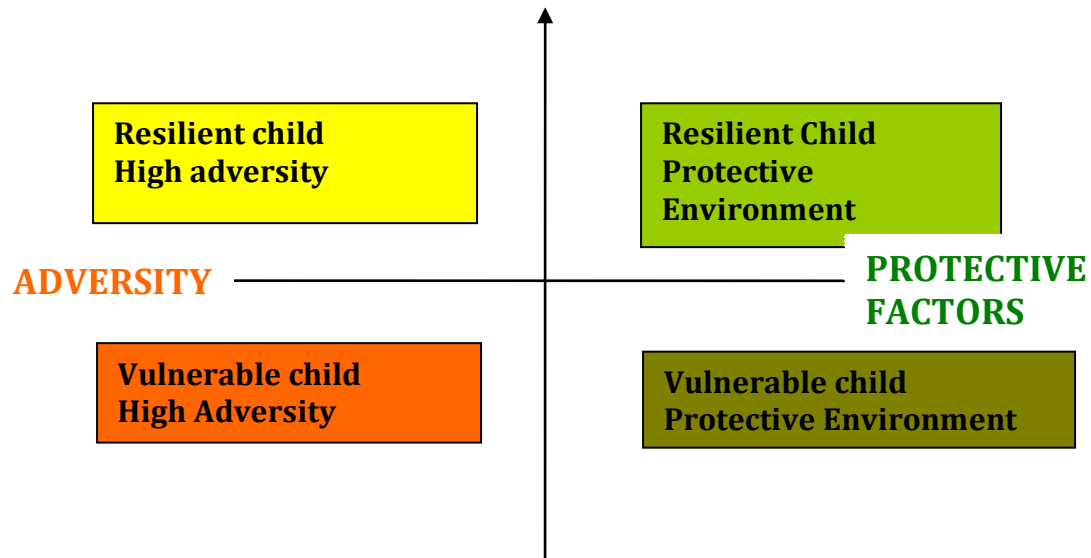 Resilient child
High adversity
Resilient Child
Protective
Environment
ADVERSITY
PROTECTIVE
FACTORS
Vulnerable child
High Adversity
Vulnerable child
Protective Environment